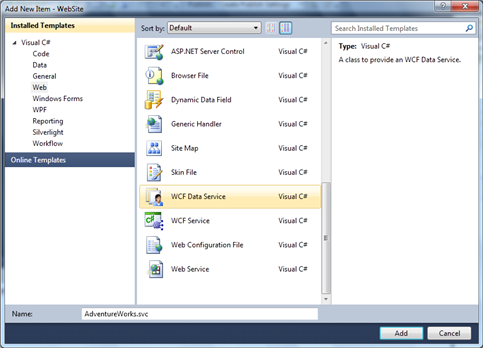 Add New Item - WebSite
Installed Templates
Visual C#
Code
Data
General
Web
Windows Forms
WPF
Reporting
Silverlight
Workflow
Online Templates
Sort by: Default
ASP.NET Server Control Visual C#
Browser File Visual C#
Dynamic Data Field Visual C#
Generic Handler Visual C#
Site Map Visual C#
Skin File Visual C#
WCF Data Service Visual C#
WCF Service Visual C#
Web Configuration File Visual C#
Web Service Visual C#
Search Installed Templates
Type: Visual C#
A class to provide an WCF Data Service.
Name: AdventureWorks.svc
Add Cancel